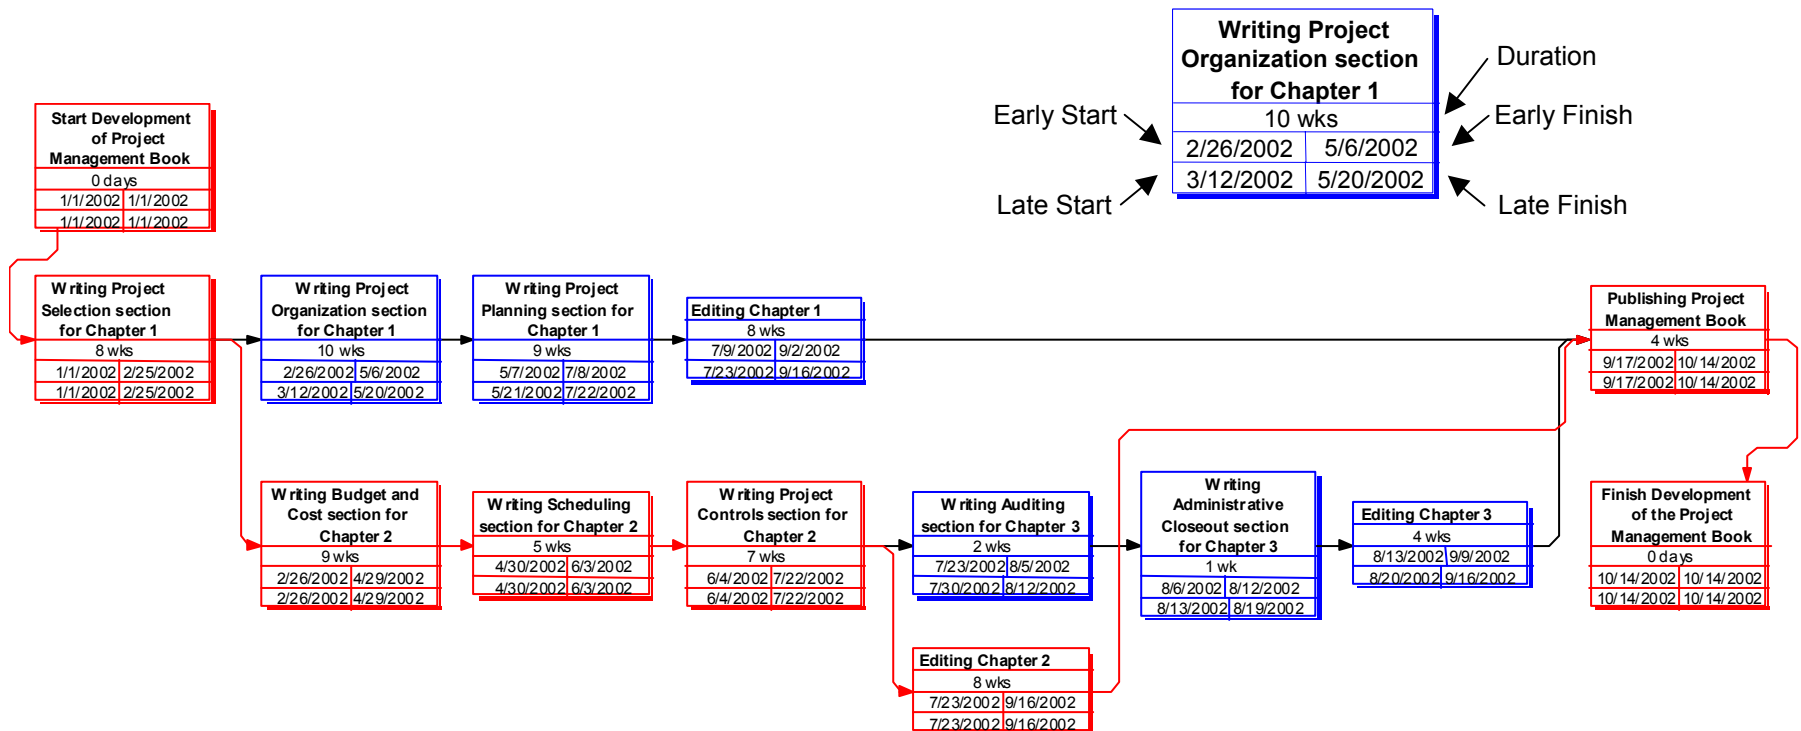 Writing Project
Organization section
for Chapter 1
10 wks
2/26/2002 5/6/2002
3/12/2002 5/20/2002
Duration
Early Start
Early Finish
Late Start
Late Finish
Start Development
of Project
Management Book
0 days
1/1/2002 1/1/2002
1/1/2002 1/1/2002
Writing Project
Selection section
for Chapter 1
8 wks
1/1/2002 2/25/2002
1/1/2002 2/25/2002
Writing Project
Organization section
for Chapter 1
10 wks
2/26/2002 5/6/2002
3/12/2002 5/20/2002
Writing Project
Planning section for
Chapter 1
9 wks
5/7/2002 7/8/2002
5/21/2002 7/22/2002
Editing Chapter 1
8 wks
7/9/2002 9/2/2002
7/23/2002 9/16/2002
Publishing Project
Management Book
4 wks
9/17/2002 10/14/2002
9/17/2002 10/14/2002
Writing Budget and
Cost section for
Chapter 2
9 wks
2/26/2002 4/29/2002
2/26/2002 4/29/2002
Writing Scheduling
section for Chapter 2
5 wks
4/30/2002 6/3/2002
4/30/2002 6/3/2002
Writing Project
Controls section for
Chapter 2
7 wks
6/4/2002 7/22/2002
6/4/2002 7/22/2002
Writing Auditing
section for Chapter 3
2 wks
7/23/2002 8/5/2002
7/30/2002 8/12/2002
Writing
Administrative
Closeout section
for Chapter 3
1 wk
8/6/2002 8/12/2002
8/13/2002 8/19/2002
Editing Chapter 3
4 wks
8/13/2002 9/9/2002
8/20/2002 9/16/2002
Finish Development
of the Project
Management Book
0 days
10/14/2002 10/14/2002
10/14/2002 10/14/2002
Editing Chapter 2
8 wks
7/23/2002 9/16/2002
7/23/2002 9/16/2002